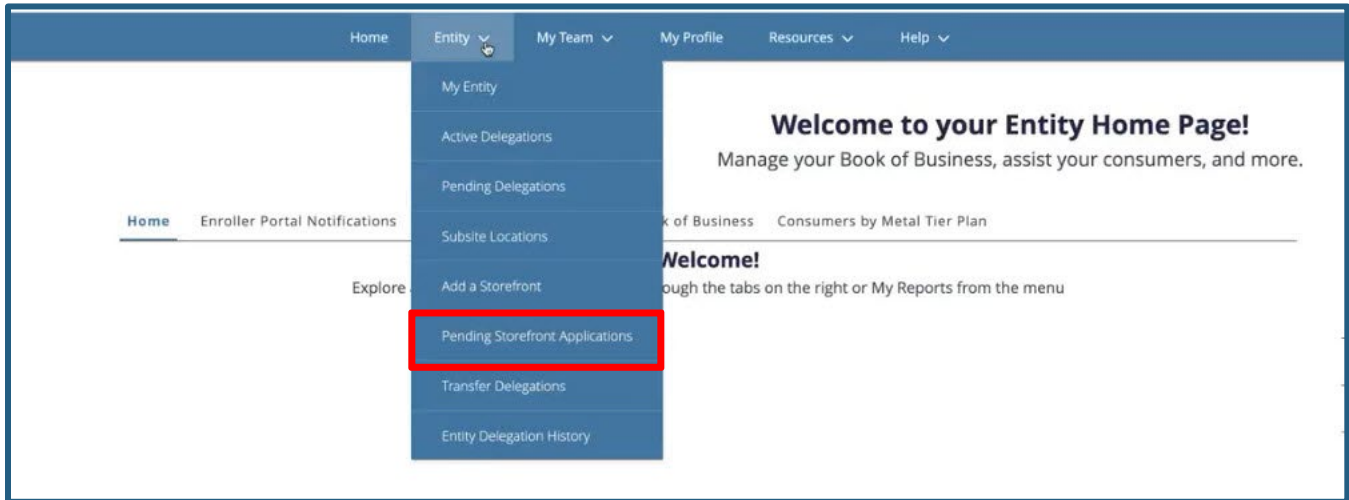 Home Entity My Team My Profile Resources Help
My Entity
Active Delegations
Pending Delegations
Subsite Locations
Add a Storefront
Pending Storefront Applications
Transfer Delegations
Entity Delegation History
Welcome to your Entity Home Page!
Manage your Book of Business, assist your consumers, and more.
Home Enroller Portal Notifications of Business Consumers by Metal Tier Plan
Welcome!
Explore the tabs on the right or My Reports from the menu